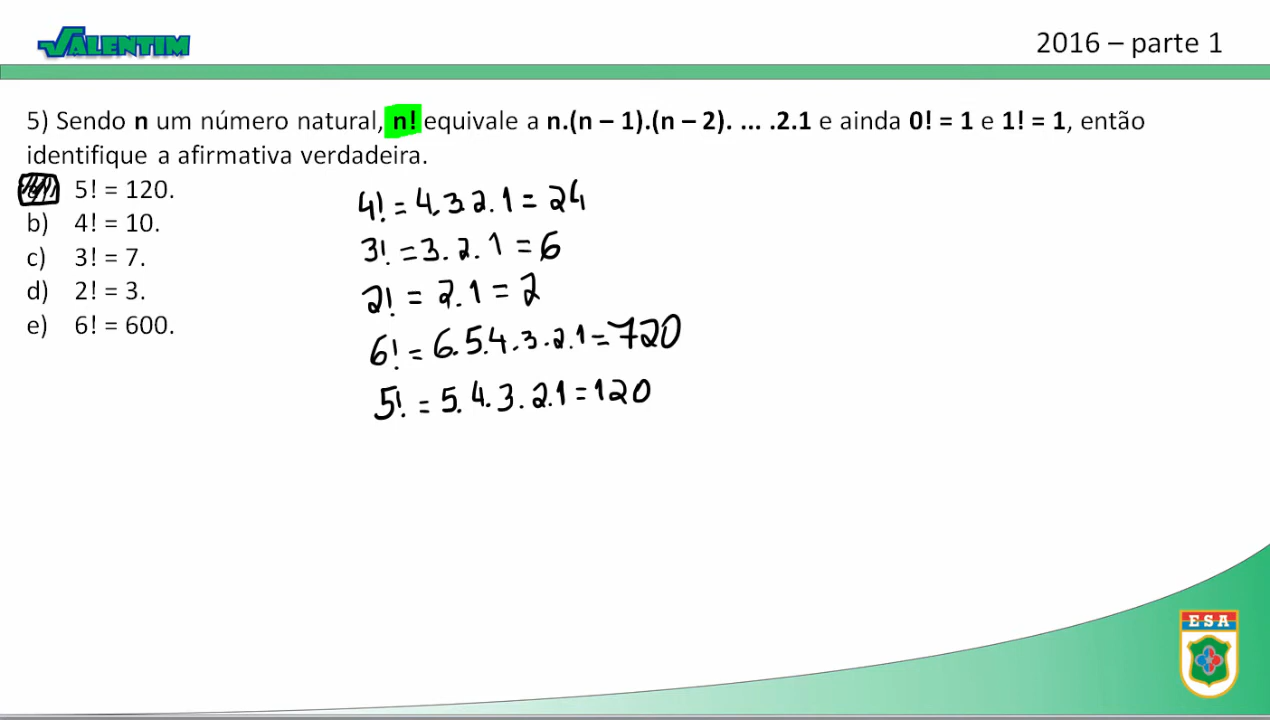 VALENTIM
2016 – parte 1
5) Sendo n um número natural, n! equivale a n.(n – 1).(n – 2). ... .2.1 e ainda 0! = 1 e 1! = 1, então
identifique a afirmativa verdadeira.
5! = 120.
b) 4! = 10.
c) 3! = 7.
d) 2! = 3.
e) 6! = 600.
4! = 4.3.2.1 = 24
3! = 3.2.1 = 6
2! = 2.1 = 2
6! = 6.5.4.3.2.1 = 720
5! = 5.4.3.2.1 = 120
ESA